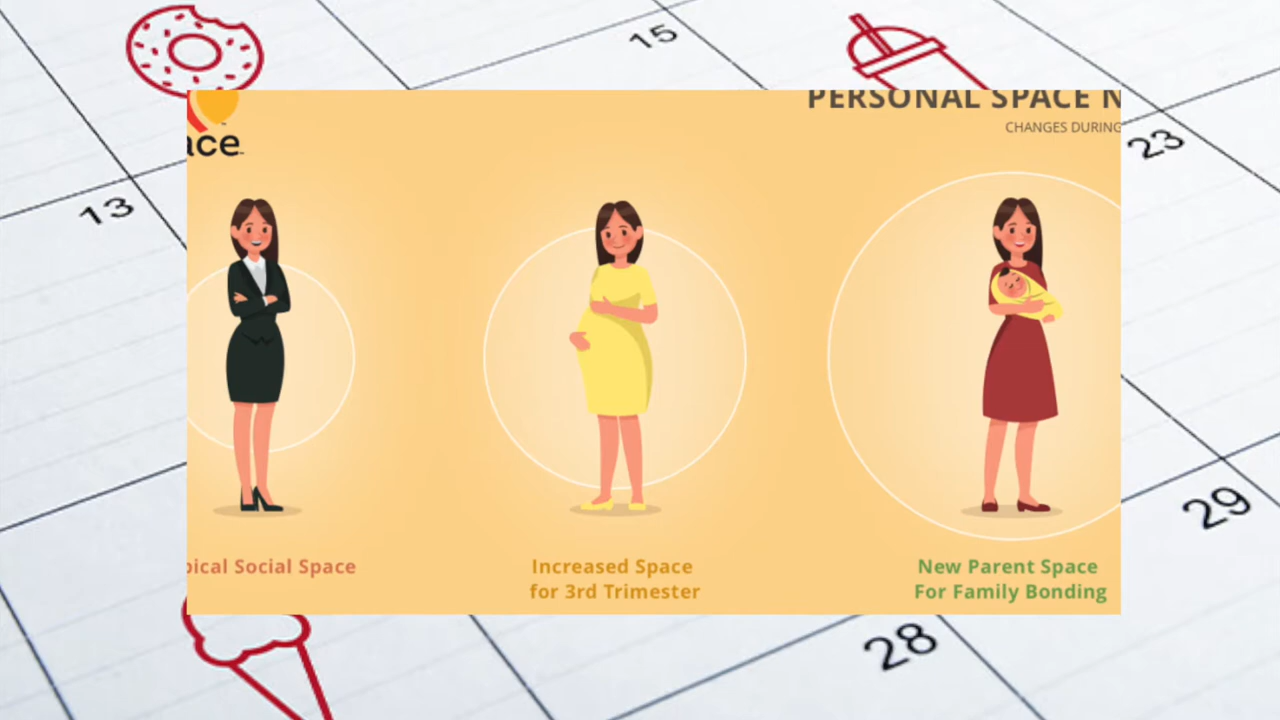 15
PERSONAL SPACE N
CHANGES DURING
ace
23
13
pical Social Space
Increased Space
for 3rd Trimester
New Parent Space
For Family Bonding
29
28